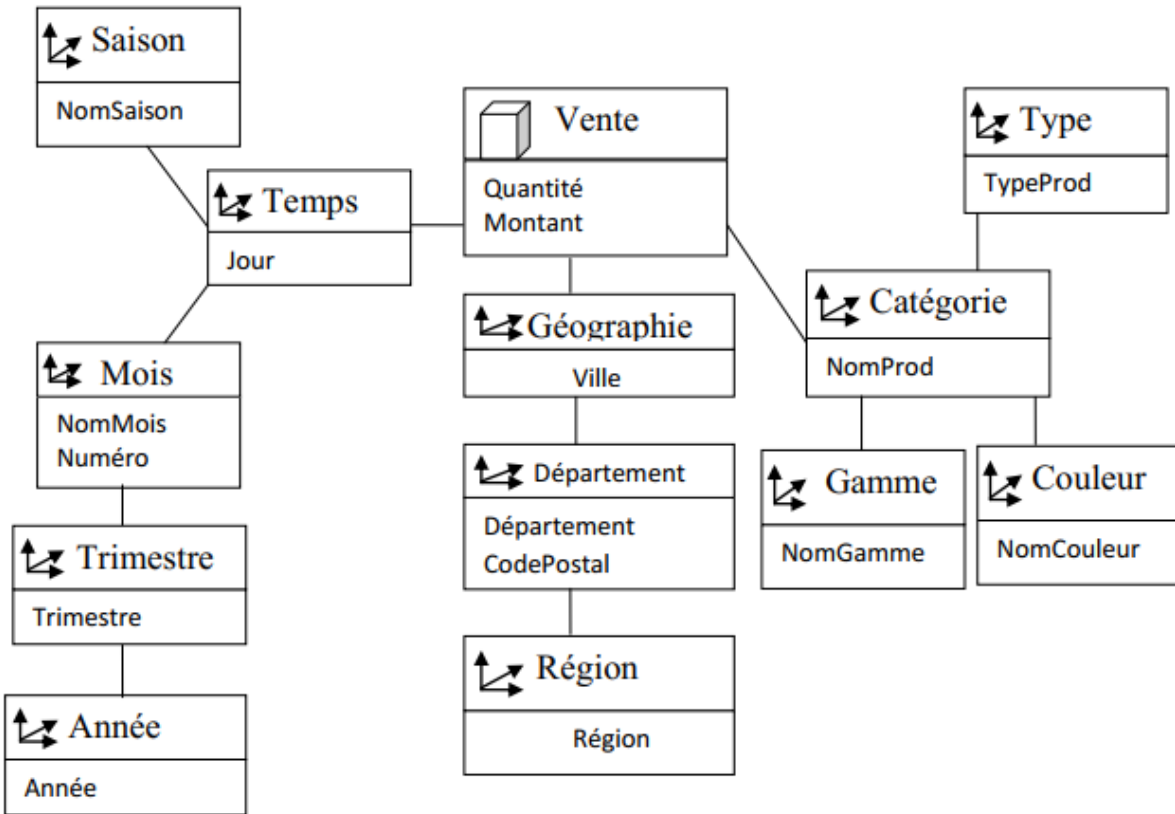 Saison
NomSaison
Vente
Quantité
Montant
Type
TypeProd
Temps
Jour
Catégorie
NomProd
Géographie
Ville
Mois
NomMois
Numéro
Département
Département
CodePostal
Gamme
NomGamme
Couleur
NomCouleur
Trimestre
Trimestre
Région
Région
Année
Année